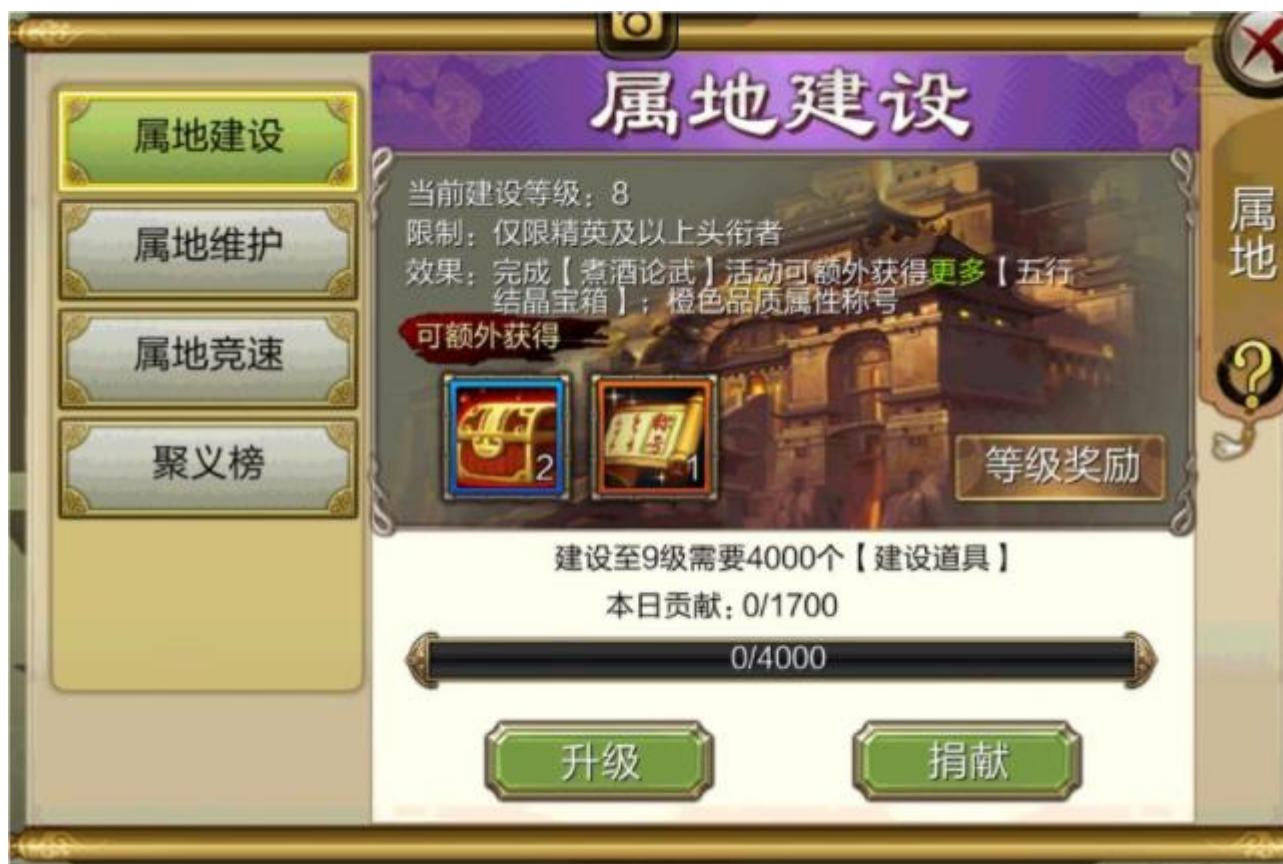 属地建设
属地维护
属地竞速
聚义榜
属地建设
当前建设等级：8
限制：仅限精英及以上头衔者
效果：完成【煮酒论武】活动可额外获得更多【五行
结晶宝箱】；橙色品质属性称号
可额外获得
2
称号
1
等级奖励
建设至9级需要4000个【建设道具】
本日贡献：0/1700
0/4000
升级
捐献
属地
?